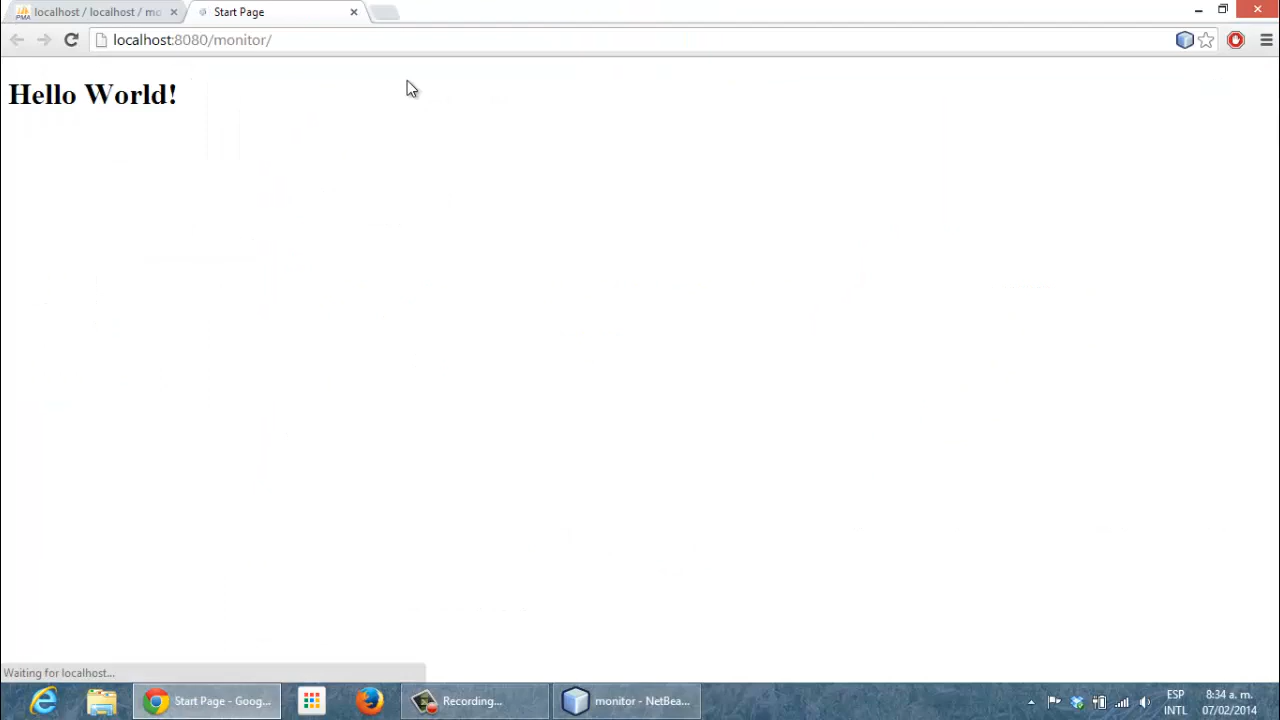 localhost / localhost / mo
Start Page
localhost:8080/monitor/
Hello World!
Waiting for localhost...
Start Page - Goog...
Recording...
monitor - NetBea...
ESP
INTL
8:34 a. m.
07/02/2014